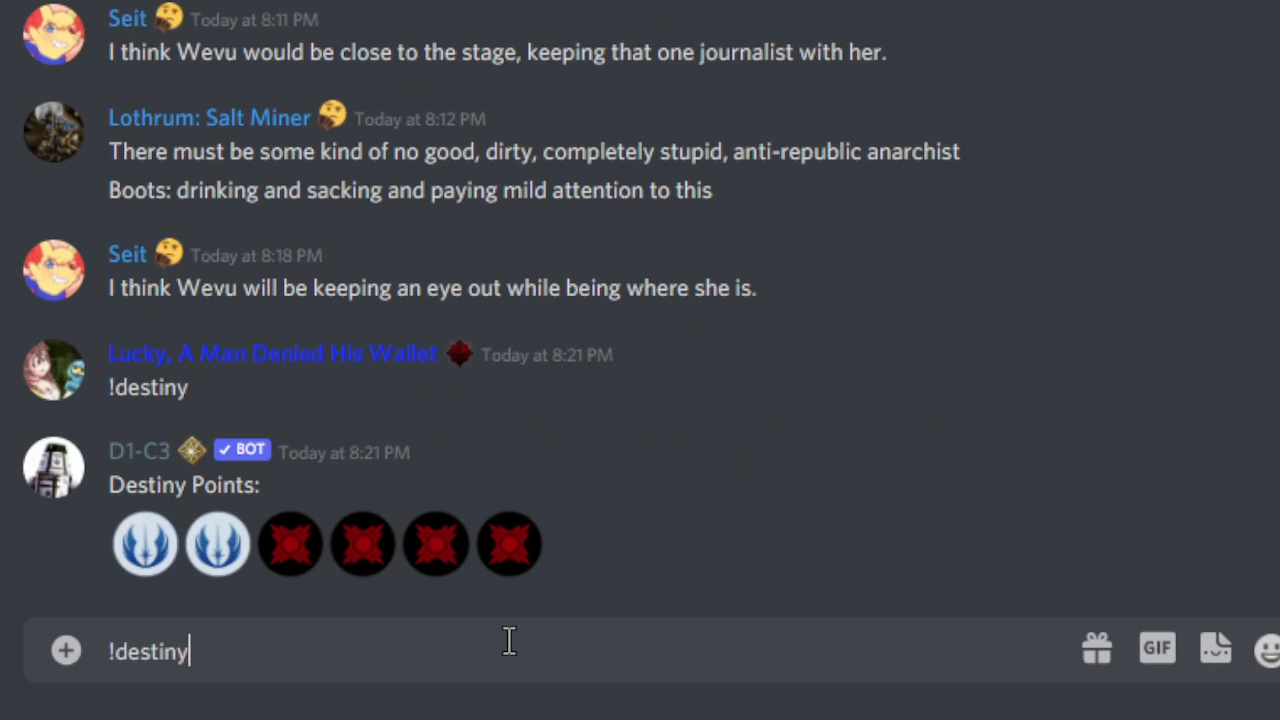 Seit Today at 8:11 PM
I think Wevu would be close to the stage, keeping that one journalist with her.
Lothrum: Salt Miner Today at 8:12 PM
There must be some kind of no good, dirty, completely stupid, anti-republic anarchist
Boots: drinking and sacking and paying mild attention to this
Seit Today at 8:18 PM
I think Wevu will be keeping an eye out while being where she is.
Lucky, A Man Denied His Wallet Today at 8:21 PM
!destiny
D1-C3 ✓ BOT Today at 8:21 PM
Destiny Points:
!destiny GIF